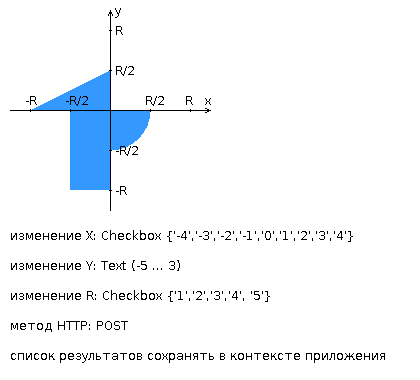 y
R
R/2
-R -R/2 R/2 R x
-R/2
-R
изменение X: Checkbox {'-4','-3','-2','-1','0','1','2','3','4'}
изменение Y: Text (-5 ... 3)
изменение R: Checkbox {'1','2','3','4', '5'}
метод HTTP: POST
список результатов сохранять в контексте приложения